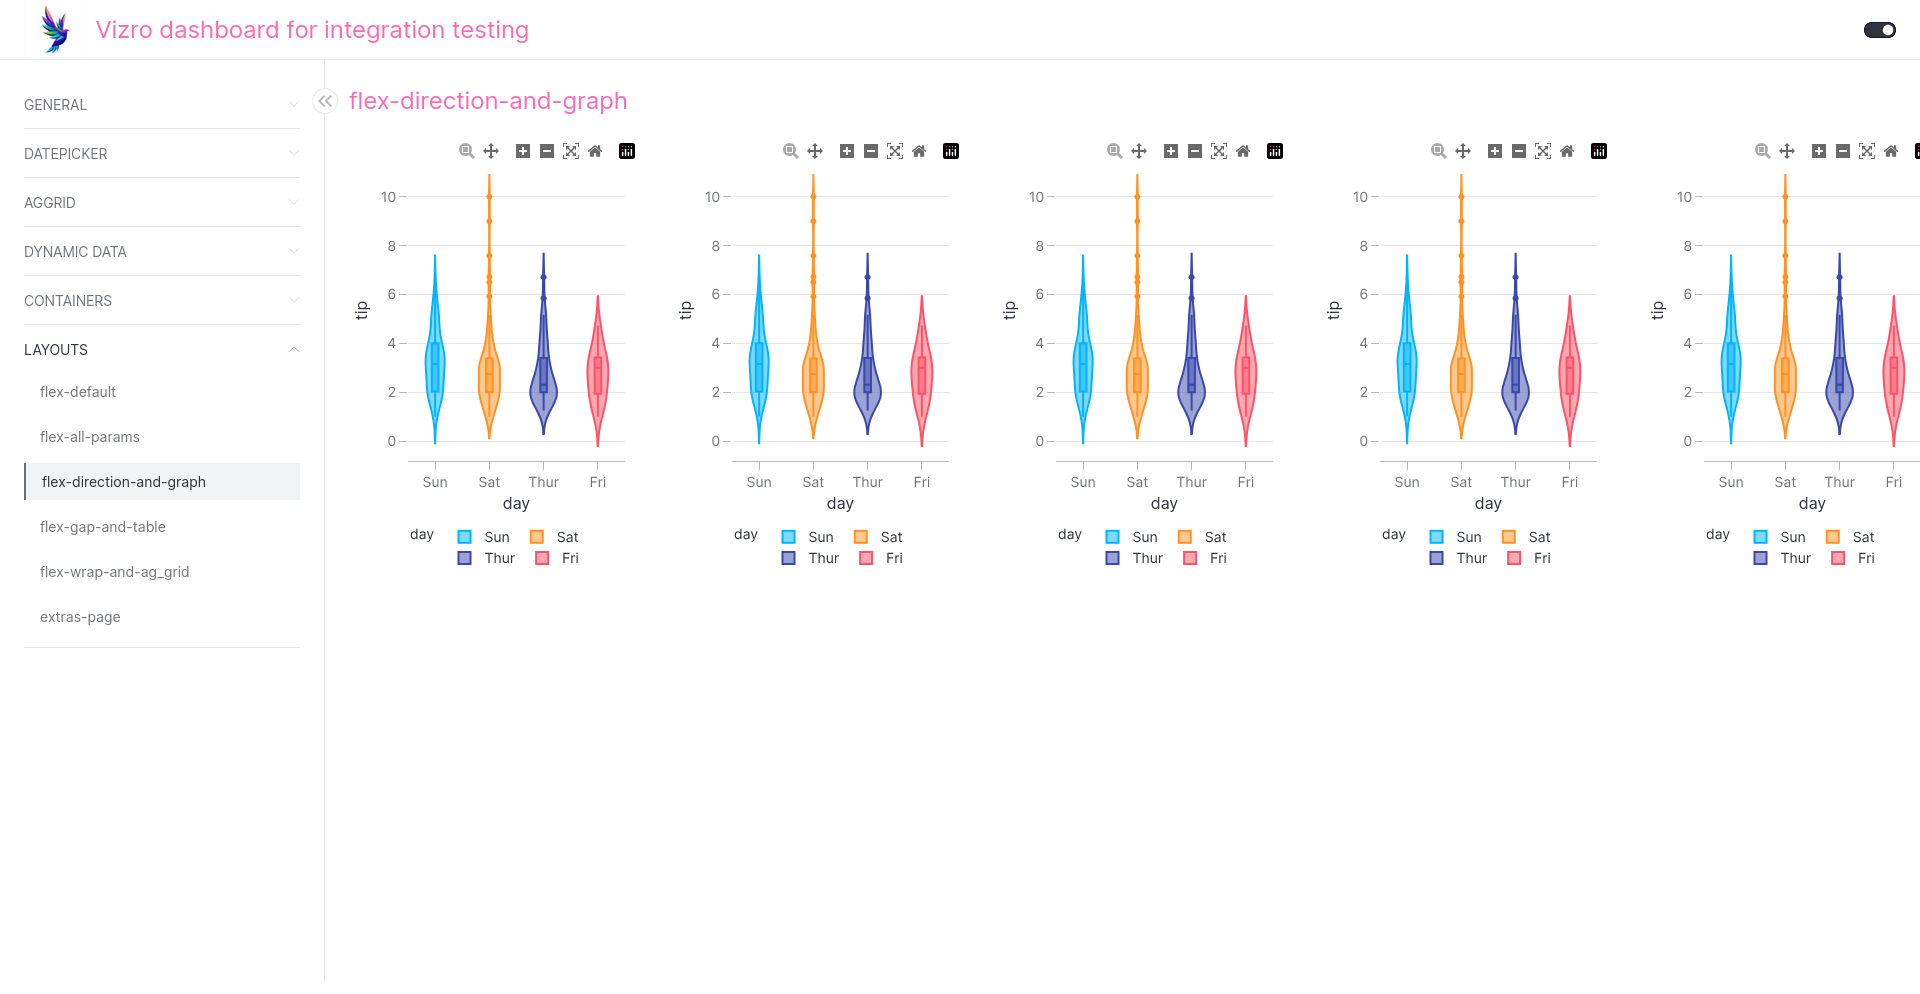 Vizro dashboard for integration testing
GENERAL
DATEPICKER
AGGRID
DYNAMIC DATA
CONTAINERS
LAYOUTS
flex-default
flex-all-params
flex-direction-and-graph
flex-gap-and-table
flex-wrap-and-ag_grid
extras-page
flex-direction-and-graph
10
8
6
4
2
0
tip
Sun Sat Thur Fri
day
day Sun Sat
Thur Fri
10
8
6
4
2
0
tip
Sun Sat Thur Fri
day
day Sun Sat
Thur Fri
10
8
6
4
2
0
tip
Sun Sat Thur Fri
day
day Sun Sat
Thur Fri
10
8
6
4
2
0
tip
Sun Sat Thur Fri
day
day Sun Sat
Thur Fri
10
8
6
4
2
0
tip
Sun Sat Thur Fri
day
day Sun Sat
Thur Fri